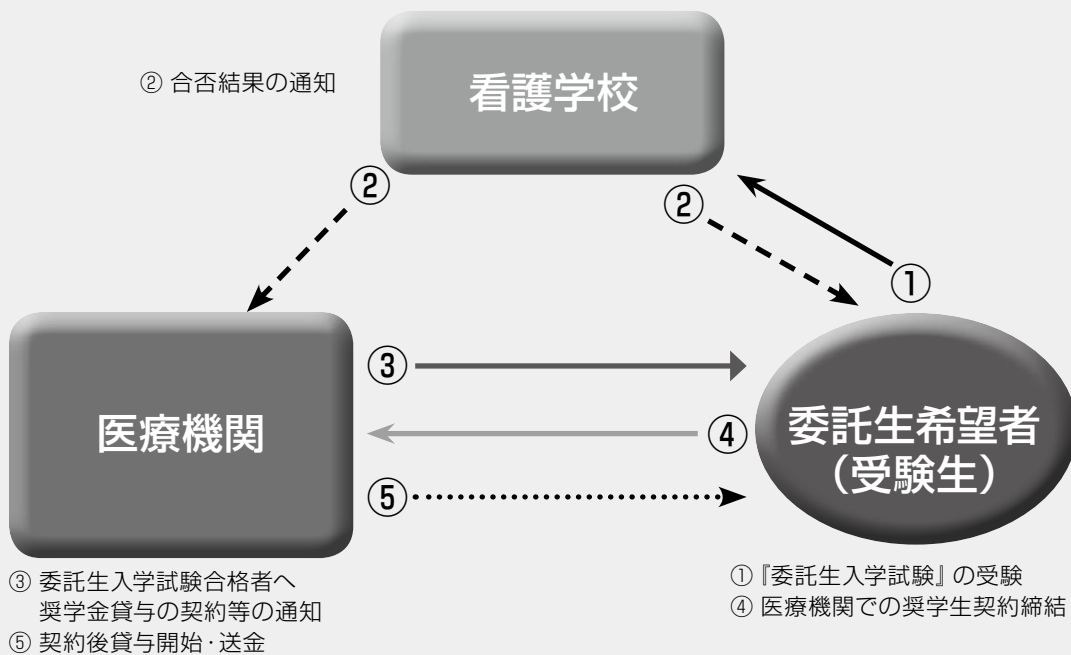 ② 合否結果の通知
看護学校
②
②
①
医療機関
③
④
⑤
委託生希望者
（受験生）
③ 委託生入学試験合格者へ
奨学金貸与の契約等の通知
⑤ 契約後貸与開始・送金
①『委託生入学試験』の受験
④ 医療機関での奨学生契約締結